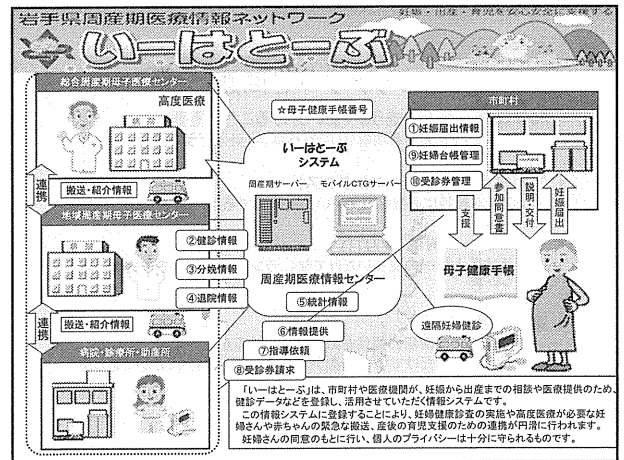 岩手県周産期医療情報ネットワーク
妊娠・出産・育児を安心安全に支援する
いーはとーぶ
総合周産期母子医療センター
高度医療
連携
搬送・紹介情報
地域周産期母子医療センター
②健診情報
③分娩情報
④退院情報
連携
搬送・紹介情報
病院・診療所・助産所
☆母子健康手帳番号
いーはとーぶ
システム
周産期サーバー
モバイルCTGサーバー
周産期医療情報センター
⑤統計情報
⑥情報提供
⑦指導依頼
⑧受診券請求
市町村
①妊娠届出情報
⑨妊婦台帳管理
⑩受診券管理
支援
参加同意書
説明・交付
妊娠届出
母子健康手帳
遠隔妊婦健診
「いーはとーぶ」は、市町村や医療機関が、妊娠から出産までの相談や医療提供のため、
健診データなどを登録し、活用させていただく情報システムです。
この情報システムに登録することにより、妊婦健康診査の実施や高度医療が必要な妊
婦さんや赤ちゃんの緊急な搬送、産後の育児支援のための連携が円滑に行われます。
妊婦さんの同意のもとに行い、個人のプライバシーは十分に守られるものです。